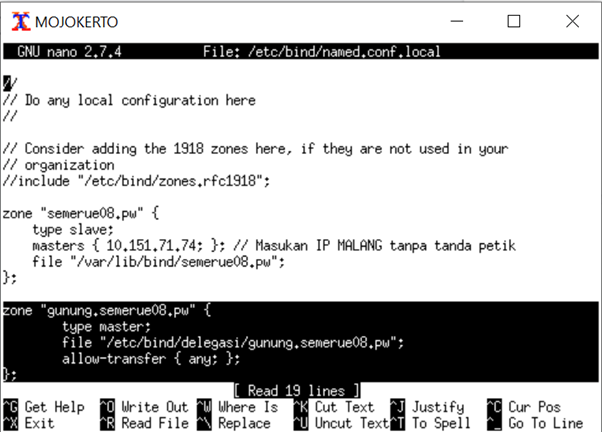 MOJOKERTO
GNU nano 2.7.4 File: /etc/bind/named.conf.local
//
// Do any local configuration here
//
// Consider adding the 1918 zones here, if they are not used in your
// organization
//include "/etc/bind/zones.rfc1918";
zone "semerue08.pw" {
type slave;
masters { 10.151.71.74; }; // Masukan IP MALANG tanpa tanda petik
file "/var/lib/bind/semerue08.pw";
};
zone "gunung.semerue08.pw" {
type master;
file "/etc/bind/delegasi/gunung.semerue08.pw";
allow-transfer { any; };
};
[ Read 19 lines ]
^G Get Help ^O Write Out ^W Where Is ^K Cut Text ^J Justify ^C Cur Pos
^X Exit ^R Read File ^\ Replace ^U Uncut Text ^T To Spell ^_ Go To Line